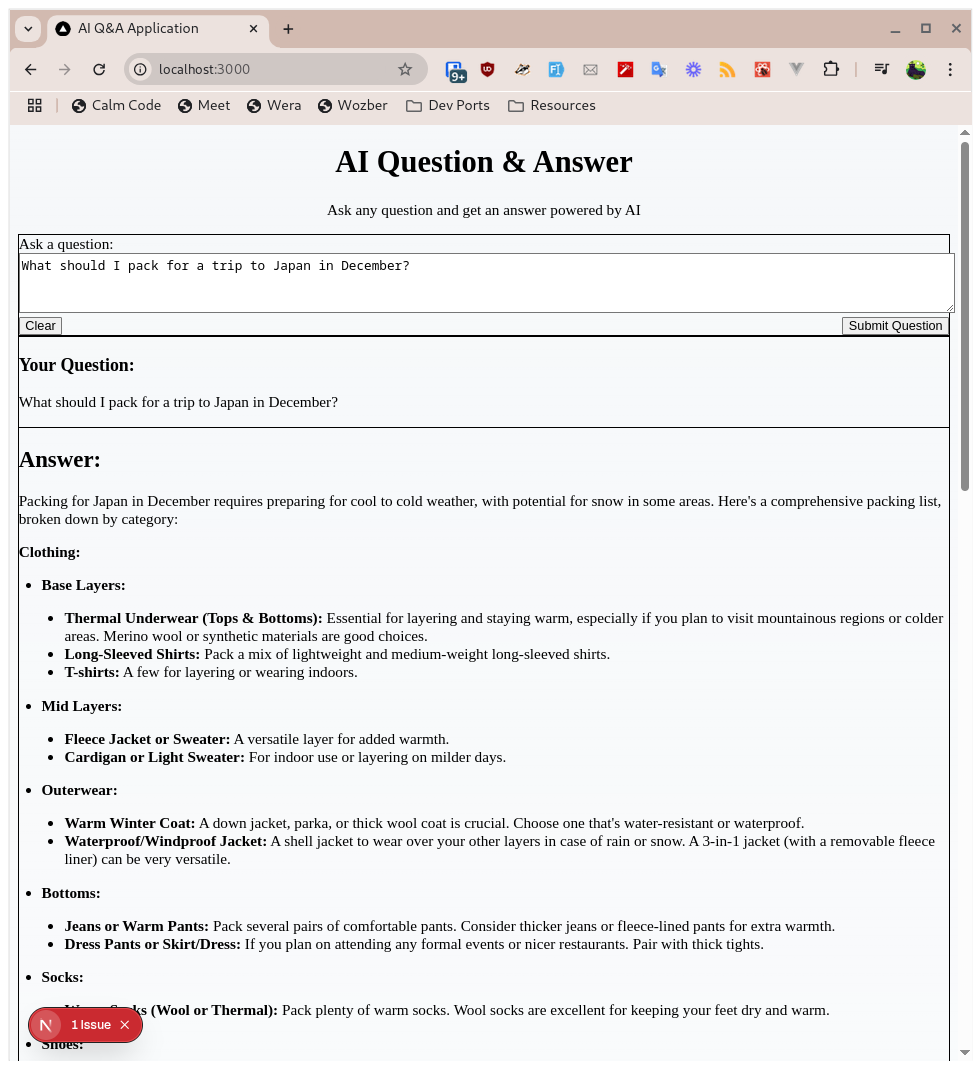 AI Q&A Application
localhost:3000
9+
Calm Code
Meet
Wera
Wozber
Dev Ports
Resources
AI Question & Answer
Ask any question and get an answer powered by AI
Ask a question:
What should I pack for a trip to Japan in December?
Clear
Submit Question
Your Question:
What should I pack for a trip to Japan in December?
Answer:
Packing for Japan in December requires preparing for cool to cold weather, with potential for snow in some areas. Here's a comprehensive packing list,
broken down by category:
Clothing:
• Base Layers:
• Thermal Underwear (Tops & Bottoms): Essential for layering and staying warm, especially if you plan to visit mountainous regions or colder
areas. Merino wool or synthetic materials are good choices.
• Long-Sleeved Shirts: Pack a mix of lightweight and medium-weight long-sleeved shirts.
• T-shirts: A few for layering or wearing indoors.
• Mid Layers:
• Fleece Jacket or Sweater: A versatile layer for added warmth.
• Cardigan or Light Sweater: For indoor use or layering on milder days.
• Outerwear:
• Warm Winter Coat: A down jacket, parka, or thick wool coat is crucial. Choose one that's water-resistant or waterproof.
• Waterproof/Windproof Jacket: A shell jacket to wear over your other layers in case of rain or snow. A 3-in-1 jacket (with a removable fleece
liner) can be very versatile.
• Bottoms:
• Jeans or Warm Pants: Pack several pairs of comfortable pants. Consider thicker jeans or fleece-lined pants for extra warmth.
• Dress Pants or Skirt/Dress: If you plan on attending any formal events or nicer restaurants. Pair with thick tights.
• Socks:
(Wool or Thermal): Pack plenty of warm socks. Wool socks are excellent for keeping your feet dry and warm.
N 1 Issue
• Shoes: